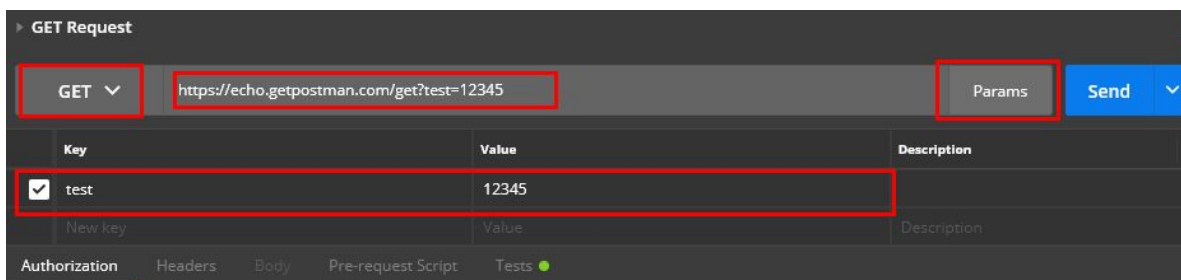 GET Request
GET https://echo.getpostman.com/get?test=12345 Params Send
Key Value Description
test 12345
New key Value Description
Authorization Headers Body Pre-request Script Tests